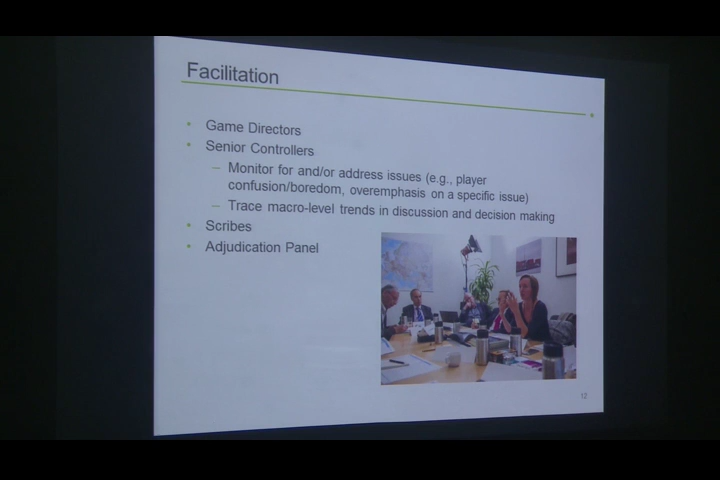 Facilitation
• Game Directors
• Senior Controllers
– Monitor for and/or address issues (e.g., player
confusion/boredom, overemphasis on a specific issue)
– Trace macro-level trends in discussion and decision making
• Scribes
• Adjudication Panel
12